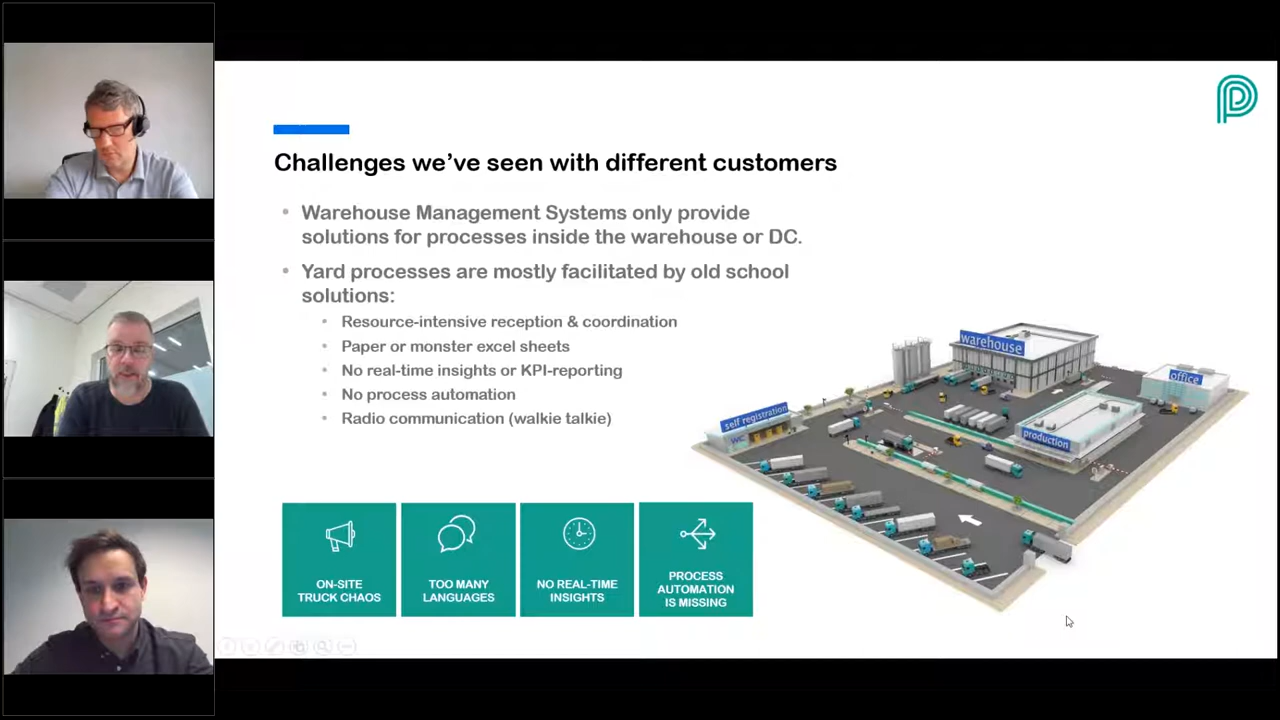 Challenges we've seen with different customers
• Warehouse Management Systems only provide
solutions for processes inside the warehouse or DC.
• Yard processes are mostly facilitated by old school
solutions:
• Resource-intensive reception & coordination
• Paper or monster excel sheets
• No real-time insights or KPI-reporting
• No process automation
• Radio communication (walkie talkie)
warehouse
office
self registration
WC
production
ON-SITE
TRUCK CHAOS
TOO MANY
LANGUAGES
NO REAL-TIME
INSIGHTS
PROCESS
AUTOMATION
IS MISSING